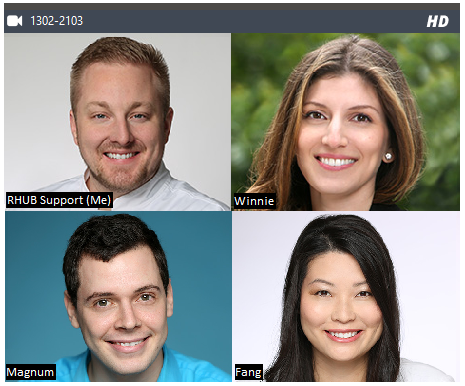 1302-2103 HD
RHUB Support (Me)
Winnie
Magnum
Fang